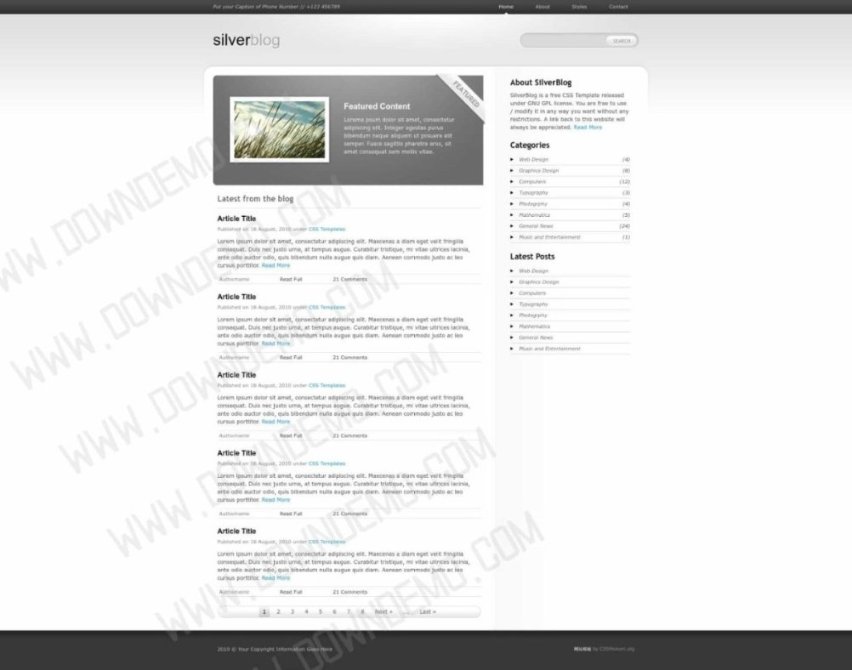 Put your Caption of Phone Number // +123 456789
Home About Styles Contact
silverblog
SEARCH
FEATURED
Featured Content
Lorems ipsum dolor sit amet, consectetur
adipiscing elit. Integer egestas purus
bibendum neque aliquam ut posuere elit
semper. Fusce sagittis pharetra eros, sit
amet consequat sem mollis vitae.
Latest from the blog
Article Title
Published on 16 August, 2010 under CSS Templates
Lorem ipsum dolor sit amet, consectetur adipiscing elit. Maecenas a diam eget velit fringilla
consequat. Duis nec justo urna, at tempus augue. Curabitur tristique, mi vitae ultrices lacinia,
ante odio auctor odio, quis bibendum nulla augue quis diam. Aenean commodo justo ac leo
cursus porttitor. Read More
Authorname Read Full 21 Comments
Article Title
Published on 16 August, 2010 under CSS Templates
Lorem ipsum dolor sit amet, consectetur adipiscing elit. Maecenas a diam eget velit fringilla
consequat. Duis nec justo urna, at tempus augue. Curabitur tristique, mi vitae ultrices lacinia,
ante odio auctor odio, quis bibendum nulla augue quis diam. Aenean commodo justo ac leo
cursus porttitor. Read More
Authorname Read Full 21 Comments
Article Title
Published on 16 August, 2010 under CSS Templates
Lorem ipsum dolor sit amet, consectetur adipiscing elit. Maecenas a diam eget velit fringilla
consequat. Duis nec justo urna, at tempus augue. Curabitur tristique, mi vitae ultrices lacinia,
ante odio auctor odio, quis bibendum nulla augue quis diam. Aenean commodo justo ac leo
cursus porttitor. Read More
Authorname Read Full 21 Comments
Article Title
Published on 16 August, 2010 under CSS Templates
Lorem ipsum dolor sit amet, consectetur adipiscing elit. Maecenas a diam eget velit fringilla
consequat. Duis nec justo urna, at tempus augue. Curabitur tristique, mi vitae ultrices lacinia,
ante odio auctor odio, quis bibendum nulla augue quis diam. Aenean commodo justo ac leo
cursus porttitor. Read More
Authorname Read Full 21 Comments
Article Title
Published on 16 August, 2010 under CSS Templates
Lorem ipsum dolor sit amet, consectetur adipiscing elit. Maecenas a diam eget velit fringilla
consequat. Duis nec justo urna, at tempus augue. Curabitur tristique, mi vitae ultrices lacinia,
ante odio auctor odio, quis bibendum nulla augue quis diam. Aenean commodo justo ac leo
cursus porttitor. Read More
Authorname Read Full 21 Comments
1 2 3 4 5 6 7 8 Next » ... Last »
About SilverBlog
SilverBlog is a free CSS Template released
under GNU GPL license. You are free to use
/ modify it in any way you want without any
restrictions. A link back to this website will
always be appreciated. Read More
Categories
Web Design (4)
Graphics Design (8)
Computers (12)
Typography (3)
Photogrphy (4)
Mathematics (5)
General News (24)
Music and Entertainment (1)
Latest Posts
Web Design
Graphics Design
Computers
Typography
Photogrphy
Mathematics
General News
Music and Entertainment
2010 © Your Copyright Information Goes Here
WWW.DOWNDEMO.COM
WWW.DOWNDEMO.COM
WWW.DOWNDEMO.COM
WWW.DOWNDEMO.COM
WWW.DOWNDEMO.COM